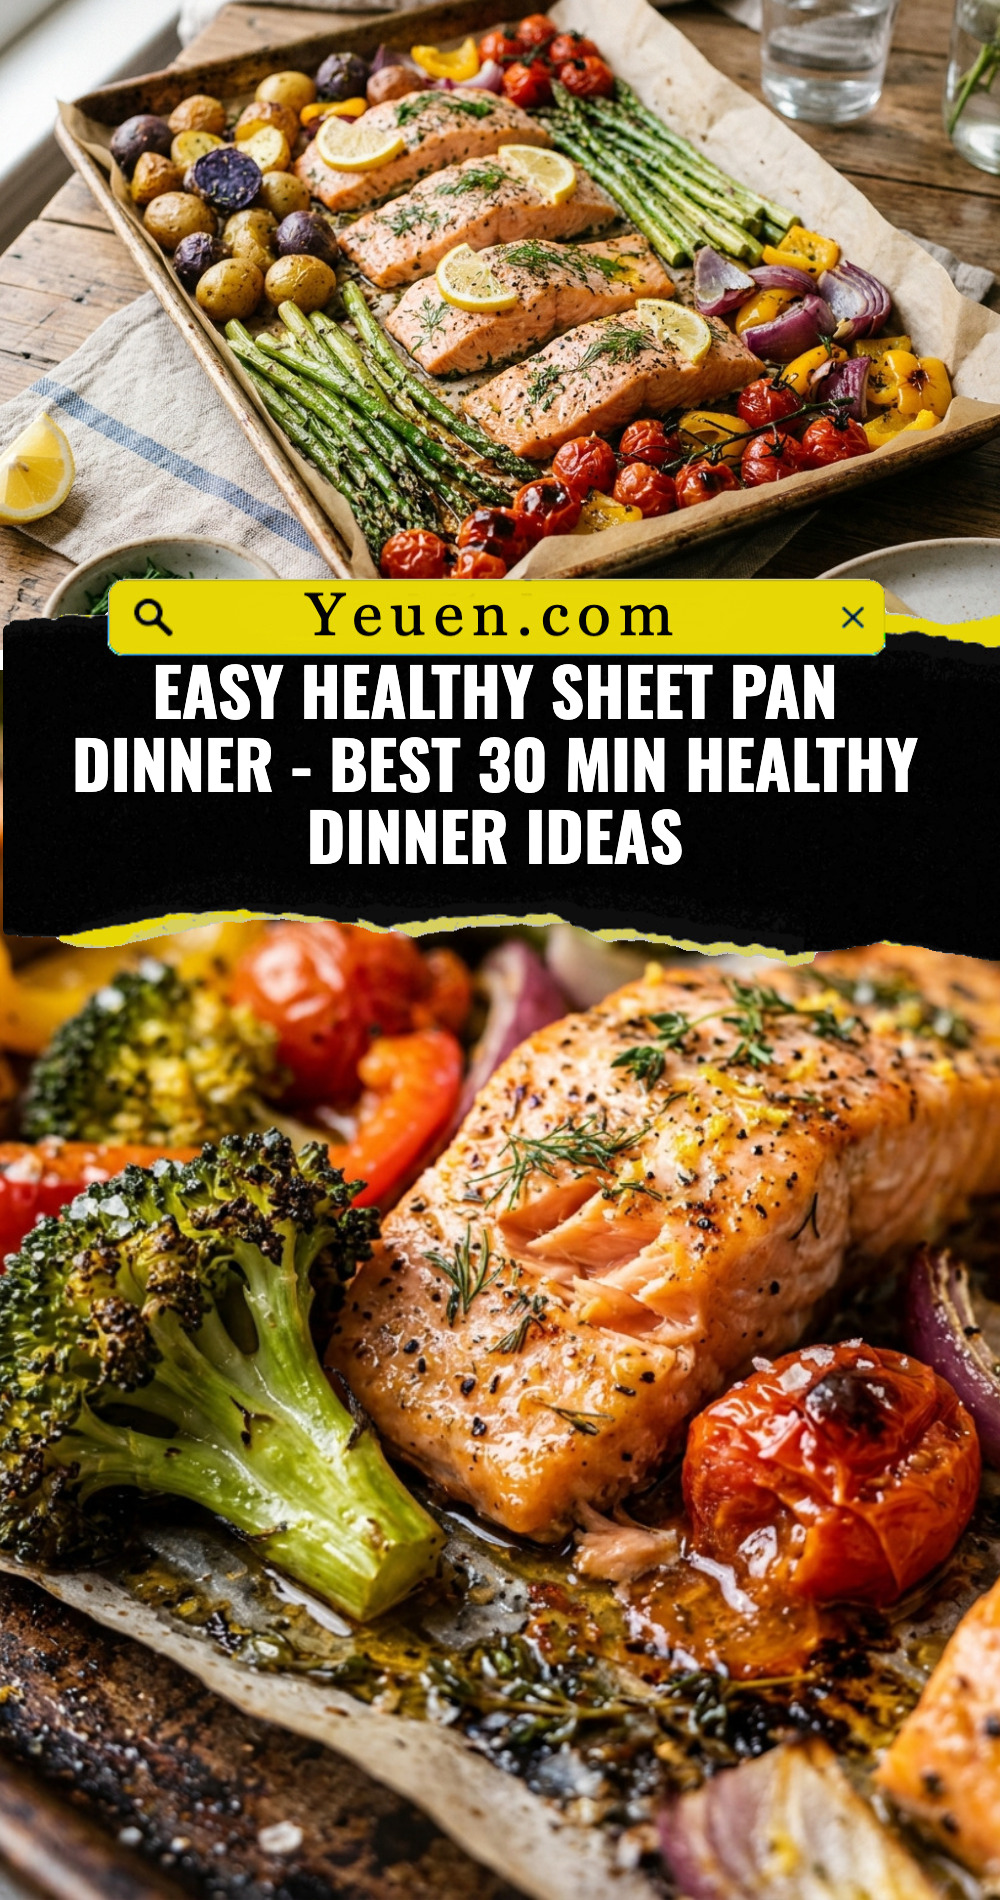 Yeuen.com
EASY HEALTHY SHEET PAN
DINNER - BEST 30 MIN HEALTHY
DINNER IDEAS